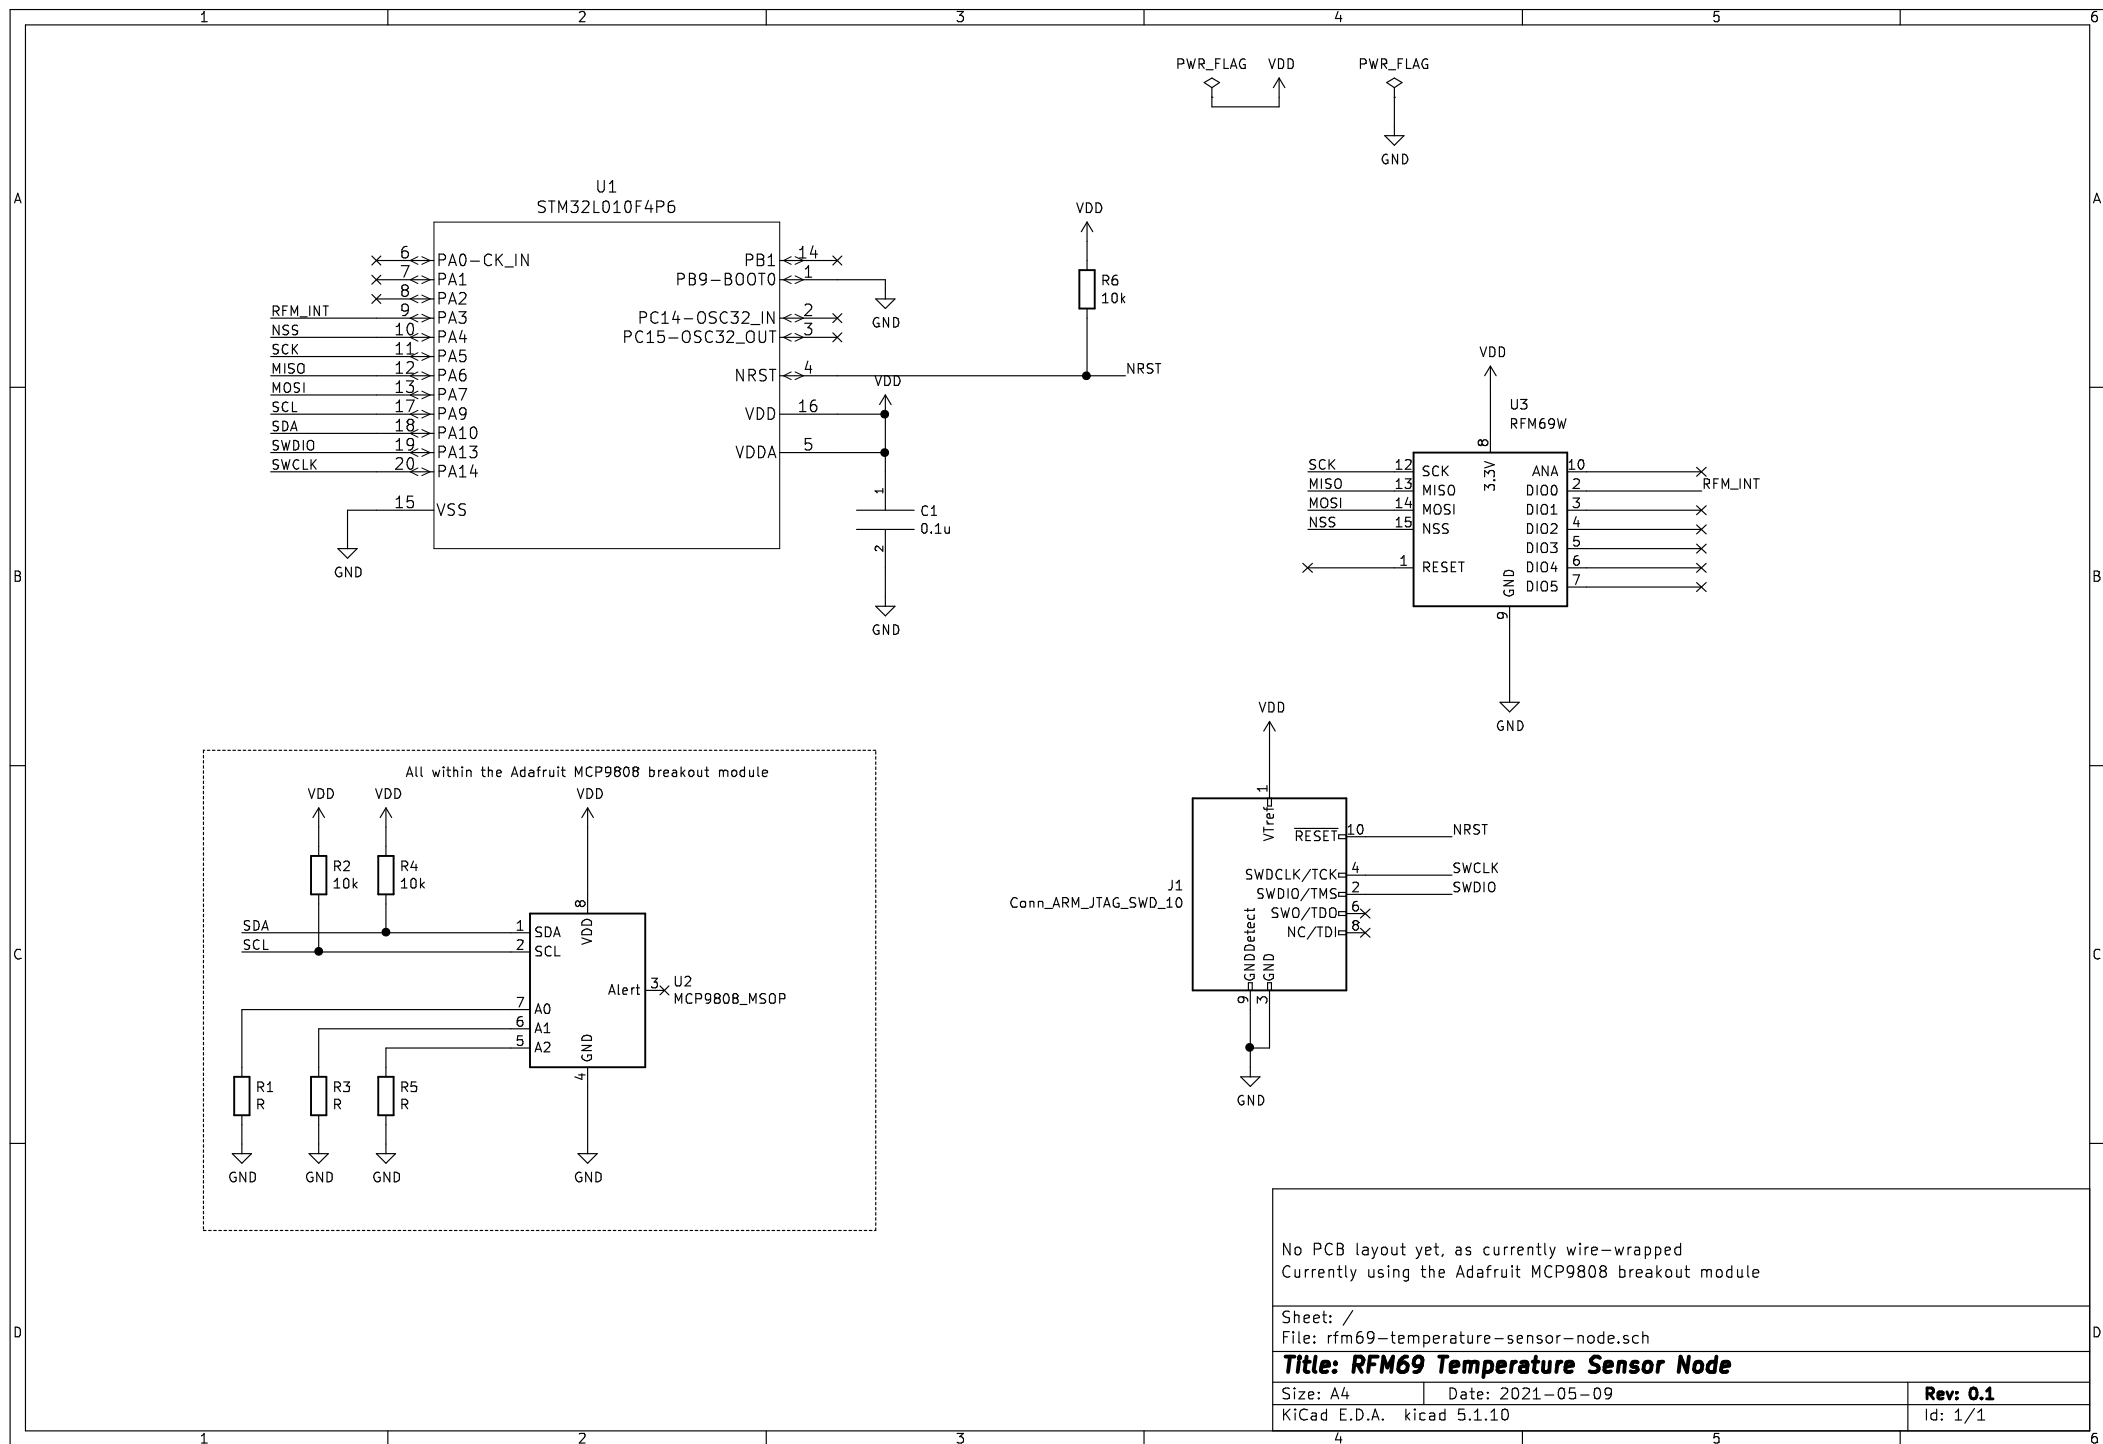 1 2 3 4 5 6
PWR_FLAG VDD PWR_FLAG
GND
A A
U1
STM32L010F4P6
6 PA0-CK_IN
7 PA1
8 PA2
RFM_INT 9 PA3
NSS 10 PA4
SCK 11 PA5
MISO 12 PA6
MOSI 13 PA7
SCL 17 PA9
SDA 18 PA10
SWDIO 19 PA13
SWCLK 20 PA14
15 VSS
GND
PB1 14
PB9-BOOT0 1
GND
PC14-OSC32_IN 2
PC15-OSC32_OUT 3
NRST 4 NRST
VDD
VDD 16
VDDA 5
1
C1
0.1u
2
GND
VDD
R6
10k
VDD
U3
RFM69W
8
3.3V
SCK 12 SCK
MISO 13 MISO
MOSI 14 MOSI
NSS 15 NSS
1 RESET
ANA 10
DIO0 2 RFM_INT
DIO1 3
DIO2 4
DIO3 5
DIO4 6
DIO5 7
GND
9
GND
B B
VDD
1
VTref
RESET 10 NRST
SWDCLK/TCK 4 SWCLK
SWDIO/TMS 2 SWDIO
SWO/TDO 6
NC/TDI 8
J1
Conn_ARM_JTAG_SWD_10
GNDDetect GND
9 3
GND
All within the Adafruit MCP9808 breakout module
VDD VDD VDD
R2
10k
R4
10k
8
VDD
SDA 1 SDA
SCL 2 SCL
Alert 3
U2
MCP9808_MSOP
7 A0
6 A1
5 A2
GND
4
R1
R
R3
R
R5
R
GND GND GND GND
C C
No PCB layout yet, as currently wire-wrapped
Currently using the Adafruit MCP9808 breakout module
Sheet: /
File: rfm69-temperature-sensor-node.sch
Title: RFM69 Temperature Sensor Node
Size: A4 Date: 2021-05-09 Rev: 0.1
KiCad E.D.A. kicad 5.1.10 Id: 1/1
D D
1 2 3 4 5 6